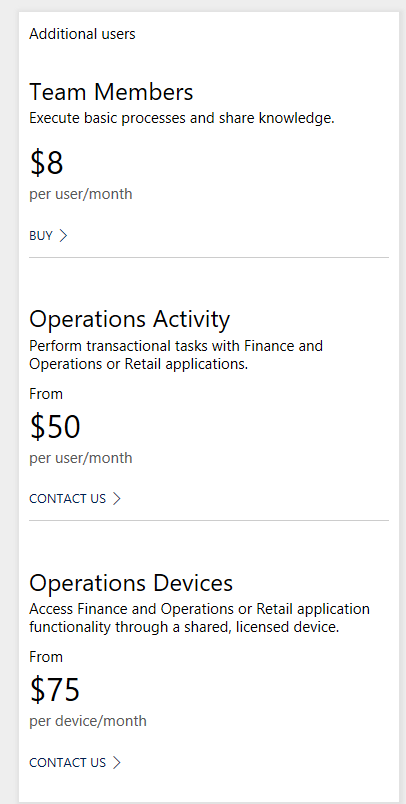 Additional users
Team Members
Execute basic processes and share knowledge.
$8
per user/month
BUY
Operations Activity
Perform transactional tasks with Finance and
Operations or Retail applications.
From
$50
per user/month
CONTACT US
Operations Devices
Access Finance and Operations or Retail application
functionality through a shared, licensed device.
From
$75
per device/month
CONTACT US